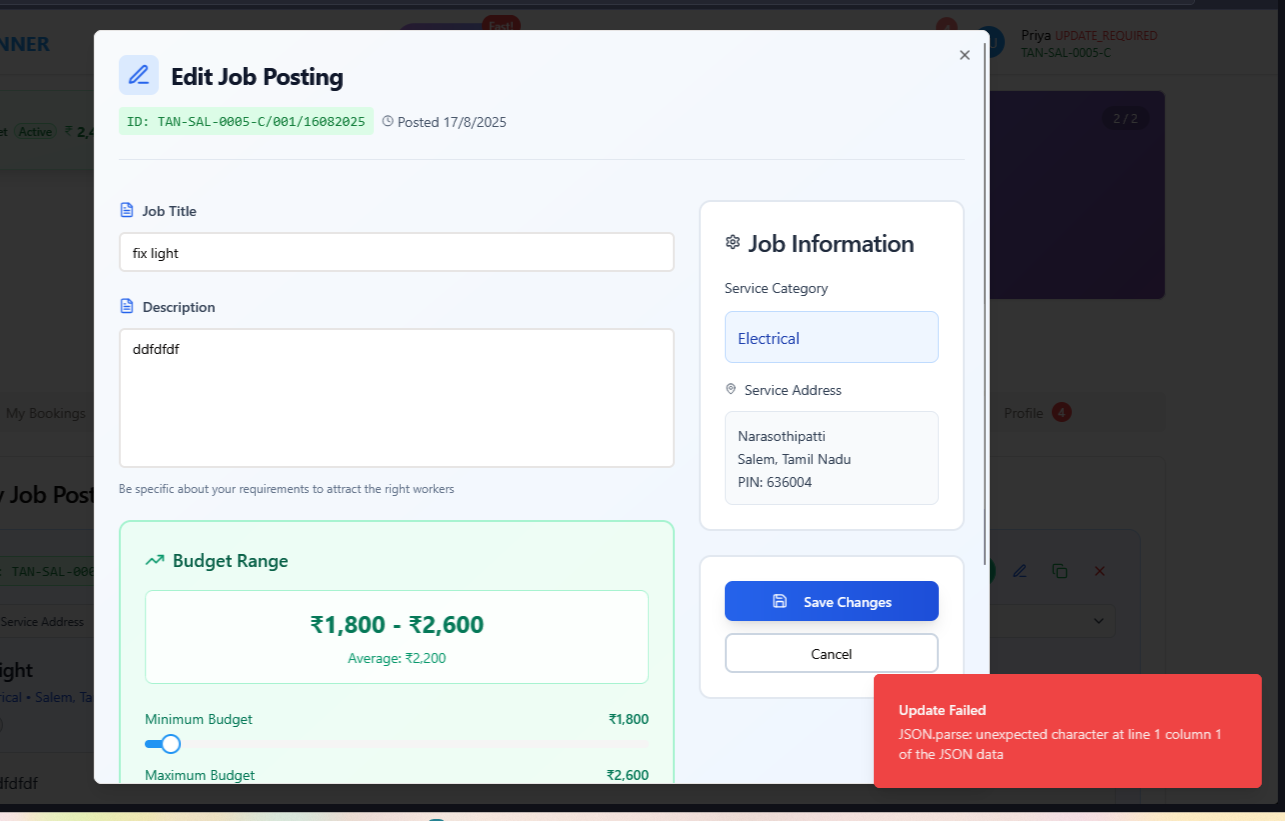 NNER
Fast!
Priya UPDATE_REQUIRED
TAN-SAL-0005-C
Edit Job Posting
ID: TAN-SAL-0005-C/001/16082025
Posted 17/8/2025
Active
2 / 2
Job Title
fix light
Description
ddfdfdf
Be specific about your requirements to attract the right workers
Budget Range
₹1,800 - ₹2,600
Average: ₹2,200
Minimum Budget ₹1,800
Maximum Budget ₹2,600
Job Information
Service Category
Electrical
Service Address
Narasothipatti
Salem, Tamil Nadu
PIN: 636004
Save Changes
Cancel
My Bookings
Profile 4
Job Post
TAN-SAL-000
Service Address
ight
rical • Salem, Ta
dfdfdf
Update Failed
JSON.parse: unexpected character at line 1 column 1
of the JSON data